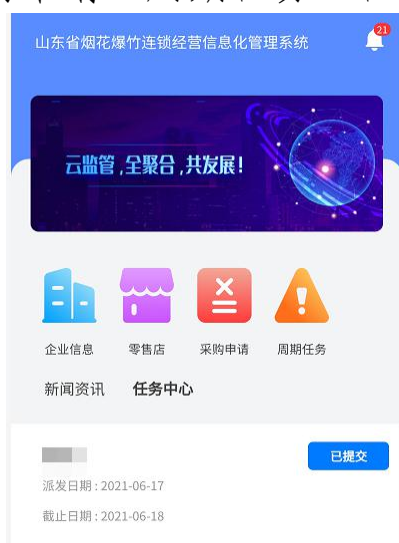 山东省烟花爆竹连锁经营信息化管理系统
21
云监管,全聚合,共发展!
企业信息 零售店 采购申请 周期任务
新闻资讯 任务中心
已提交
派发日期:2021-06-17
截止日期:2021-06-18